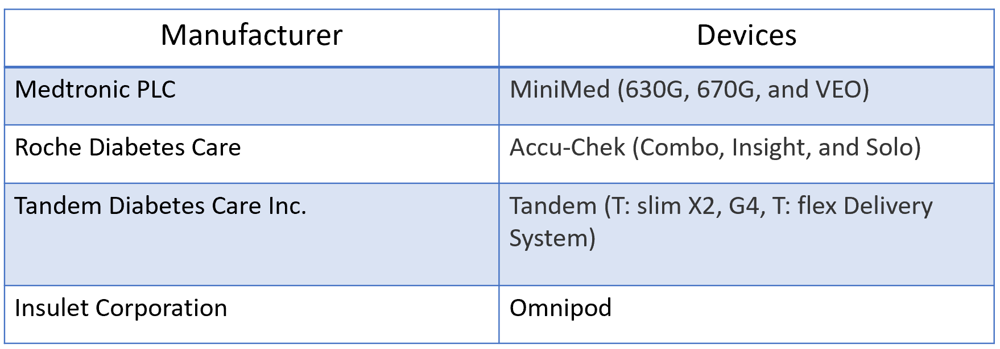 Manufacturer
Devices
Medtronic PLC
MiniMed (630G, 670G, and VEO)
Roche Diabetes Care
Accu-Chek (Combo, Insight, and Solo)
Tandem Diabetes Care Inc.
Tandem (T: slim X2, G4, T: flex Delivery
System)
Insulet Corporation
Omnipod